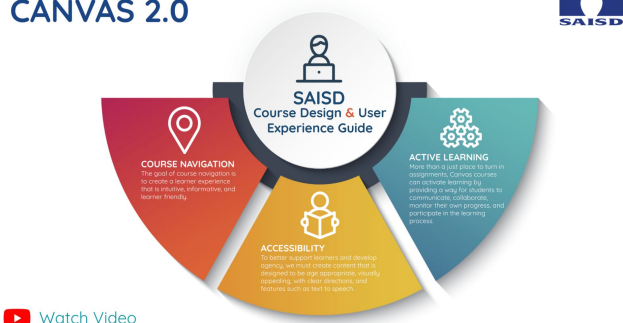 CANVAS 2.0
SAISD
SAISD
Course Design & User
Experience Guide
COURSE NAVIGATION
The goal of course navigation is
to create a learner experience
that is intuitive, informative, and
learner friendly.
ACCESSIBILITY
To better support learners and develop
agency, we must create content that is
designed to be age appropriate, visually
appealing, with clear directions, and
features such as text to speech.
ACTIVE LEARNING
More than a just place to turn in
assignments, Canvas courses
can activate learning by
providing a way for students to
communicate, collaborate,
monitor their own progress, and
participate in the learning
process.
Watch Video